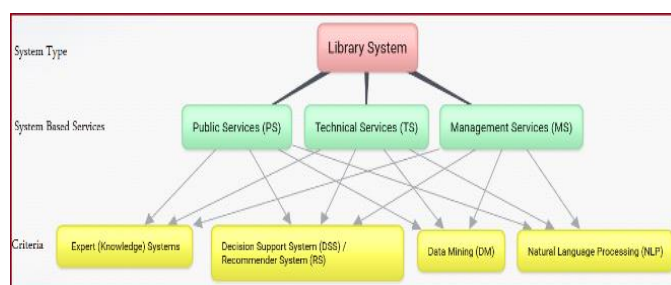 System Type
Library System
System Based Services
Public Services (PS)
Technical Services (TS)
Management Services (MS)
Criteria
Expert (Knowledge) Systems
Decision Support System (DSS) /
Recommender System (RS)
Data Mining (DM)
Natural Language Processing (NLP)